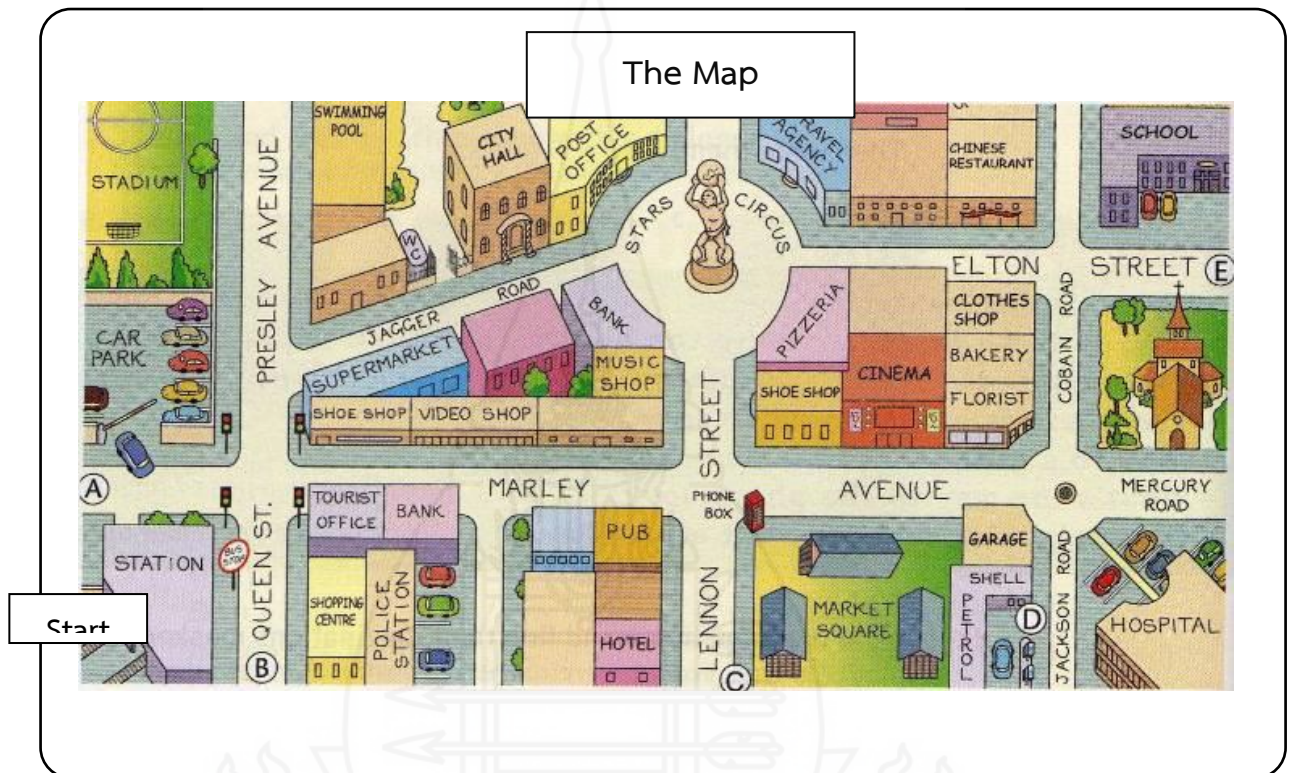 The Map
SWIMMING
POOL
CITY
HALL
POST
OFFICE
RAVEL
AGENCY
CHINESE
RESTAURANT
SCHOOL
STADIUM
PRESLEY AVENUE
WC
STARS CIRCUS
ELTON STREET E
CAR
PARK
JAGGER ROAD
BANK
SUPERMARKET
MUSIC
SHOP
PIZZERIA
CLOTHES
SHOP
BAKERY
CINEMA
FLORIST
COBAIN ROAD
SHOE SHOP
VIDEO SHOP
SHOE SHOP
LENNON STREET
A
MARLEY AVENUE
MERCURY
ROAD
TOURIST
OFFICE
BANK
PHONE
BOX
PUB
GARAGE
STATION
BUS
STOP
QUEEN ST.
SHOPPING
CENTRE
POLICE
STATION
HOTEL
MARKET
SQUARE
SHELL
PETROL
D
JACKSON ROAD
HOSPITAL
Start
B
C